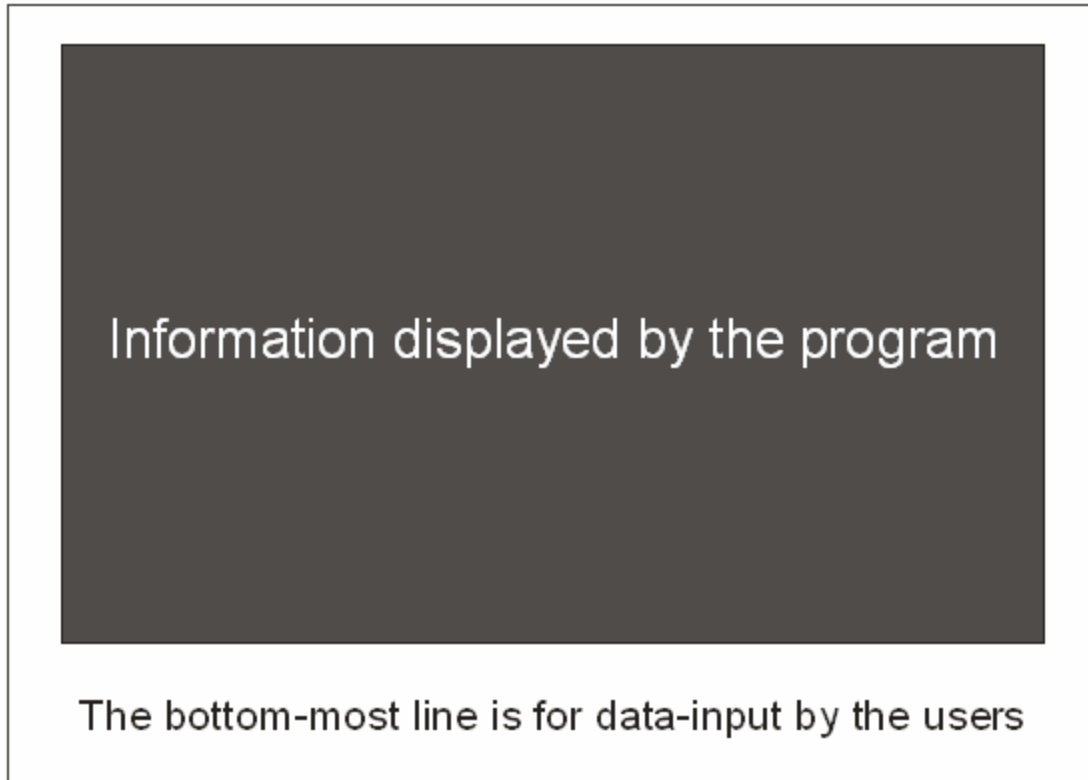 Information displayed by the program
The bottom-most line is for data-input by the users